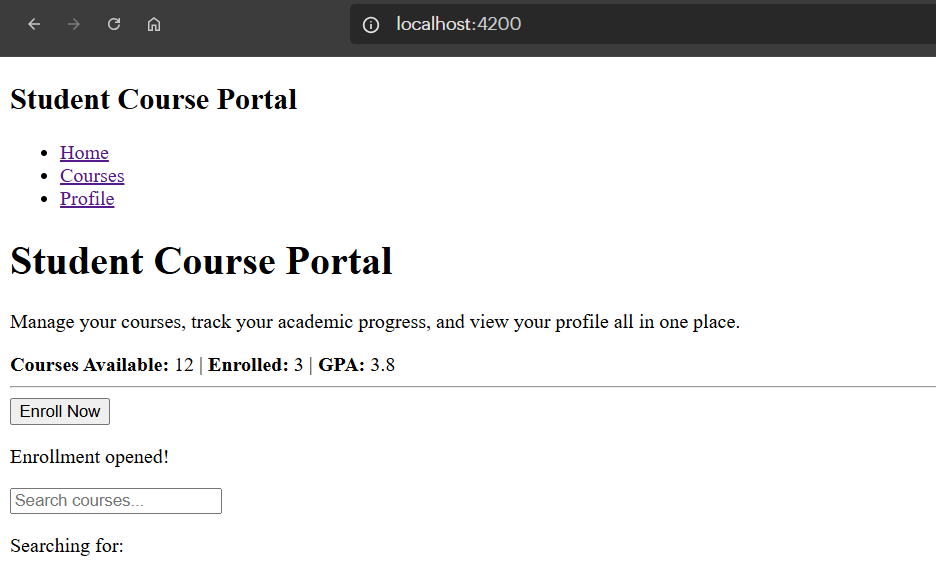 localhost:4200
Student Course Portal
Home
Courses
Profile
Student Course Portal
Manage your courses, track your academic progress, and view your profile all in one place.
Courses Available: 12 | Enrolled: 3 | GPA: 3.8
Enroll Now
Enrollment opened!
Search courses...
Searching for: